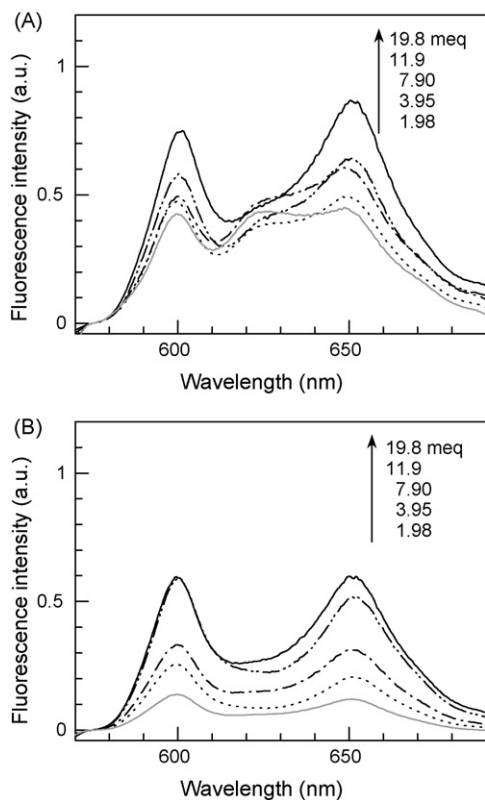 (A)
Fluorescence intensity (a.u.)
1
0.5
0
19.8 meq
11.9
7.90
3.95
1.98
600
650
Wavelength (nm)
(B)
Fluorescence intensity (a.u.)
1
0.5
0
19.8 meq
11.9
7.90
3.95
1.98
600
650
Wavelength (nm)